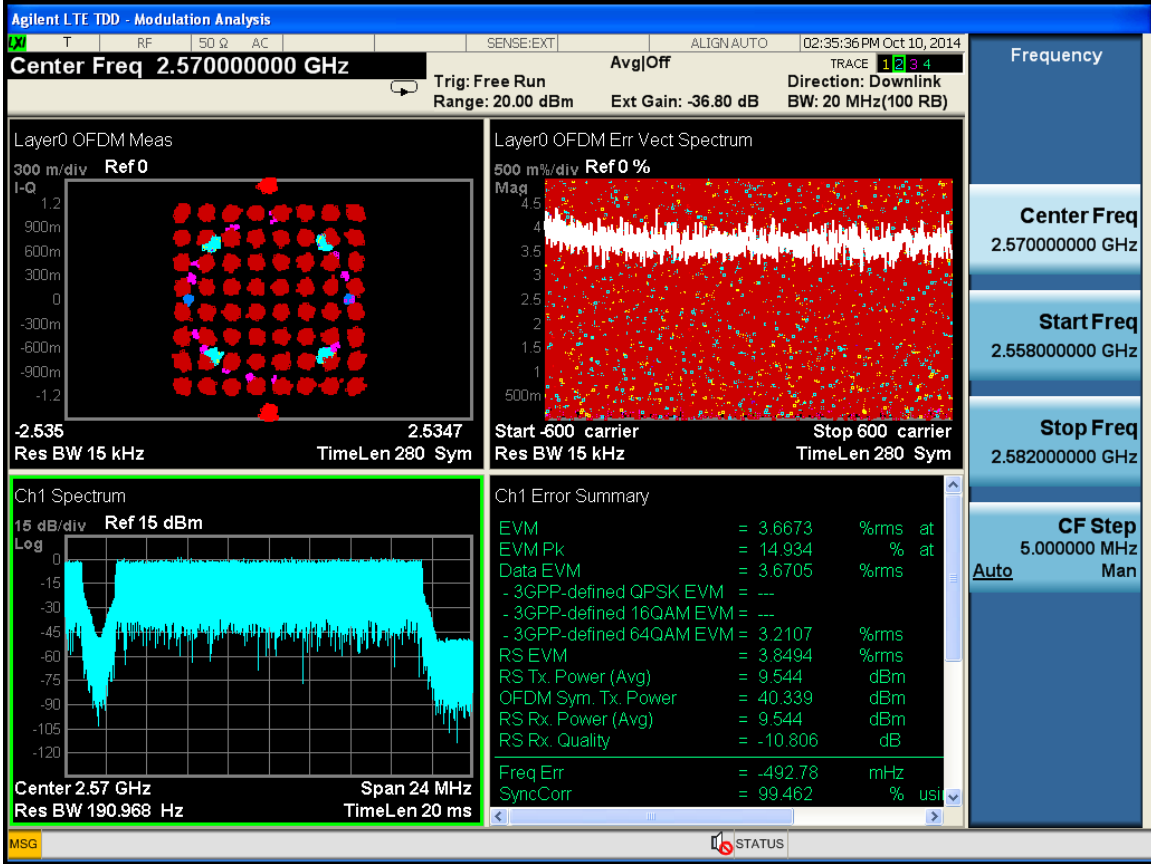 Agilent LTE TDD - Modulation Analysis
LXI T RF 50 Ω AC SENSE:EXT ALIGN AUTO 02:35:36 PM Oct 10, 2014
Center Freq 2.570000000 GHz
Trig: Free Run
Range: 20.00 dBm
Avg|Off
Ext Gain: -36.80 dB
TRACE 1 2 3 4
Direction: Downlink
BW: 20 MHz(100 RB)
Frequency
Layer0 OFDM Meas
300 m/div Ref 0
I-Q
1.2
900m
600m
300m
0
-300m
-600m
-900m
-1.2
-2.535 2.5347
Res BW 15 kHz TimeLen 280 Sym
Layer0 OFDM Err Vect Spectrum
500 m%/div Ref 0 %
Mag
4.5
4
3.5
3
2.5
2
1.5
1
500m
Start -600 carrier Stop 600 carrier
Res BW 15 kHz TimeLen 280 Sym
Ch1 Spectrum
15 dB/div Ref 15 dBm
Log
0
-15
-30
-45
-60
-75
-90
-105
-120
Center 2.57 GHz Span 24 MHz
Res BW 190.968 Hz TimeLen 20 ms
Ch1 Error Summary
EVM = 3.6673 %rms at
EVM Pk = 14.934 % at
Data EVM = 3.6705 %rms
- 3GPP-defined QPSK EVM = ---
- 3GPP-defined 16QAM EVM = ---
- 3GPP-defined 64QAM EVM = 3.2107 %rms
RS EVM = 3.8494 %rms
RS Tx. Power (Avg) = 9.544 dBm
OFDM Sym. Tx. Power = 40.339 dBm
RS Rx. Power (Avg) = 9.544 dBm
RS Rx. Quality = -10.806 dB
Freq Err = -492.78 mHz
SyncCorr = 99.462 % usi
Center Freq
2.570000000 GHz
Start Freq
2.558000000 GHz
Stop Freq
2.582000000 GHz
CF Step
5.000000 MHz
Auto Man
MSG STATUS